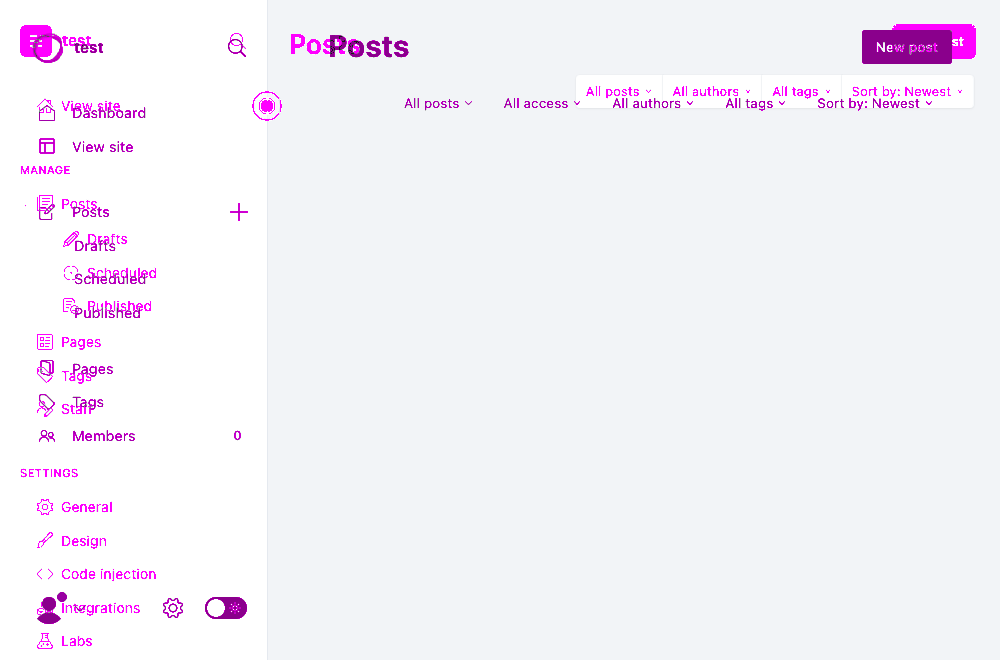 test
test
Posts
Posts
New post
All posts
All authors
All tags
Sort by: Newest
All posts
All access
All authors
All tags
Sort by: Newest
View site
Dashboard
View site
MANAGE
Posts
Posts
Drafts
Drafts
Scheduled
Scheduled
Published
Published
Pages
Pages
Tags
Tags
Staff
Members 0
SETTINGS
General
Design
Code injection
Integrations
Labs